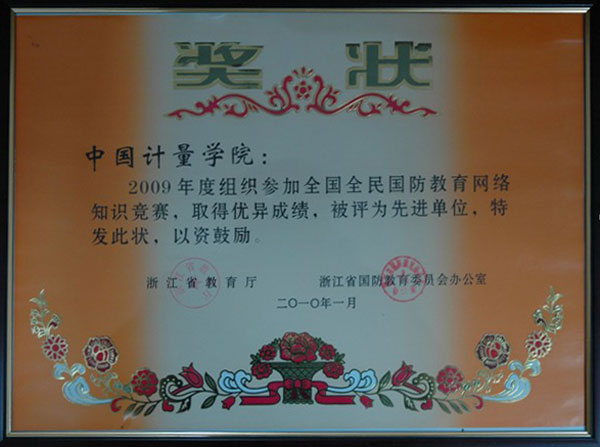 奖状
中国计量学院：
2009年度组织参加全国全民国防教育网络
知识竞赛，取得优异成绩，被评为先进单位，特
发此状，以资鼓励。
浙江省教育厅 浙江省国防教育委员会办公室
二〇一〇年一月